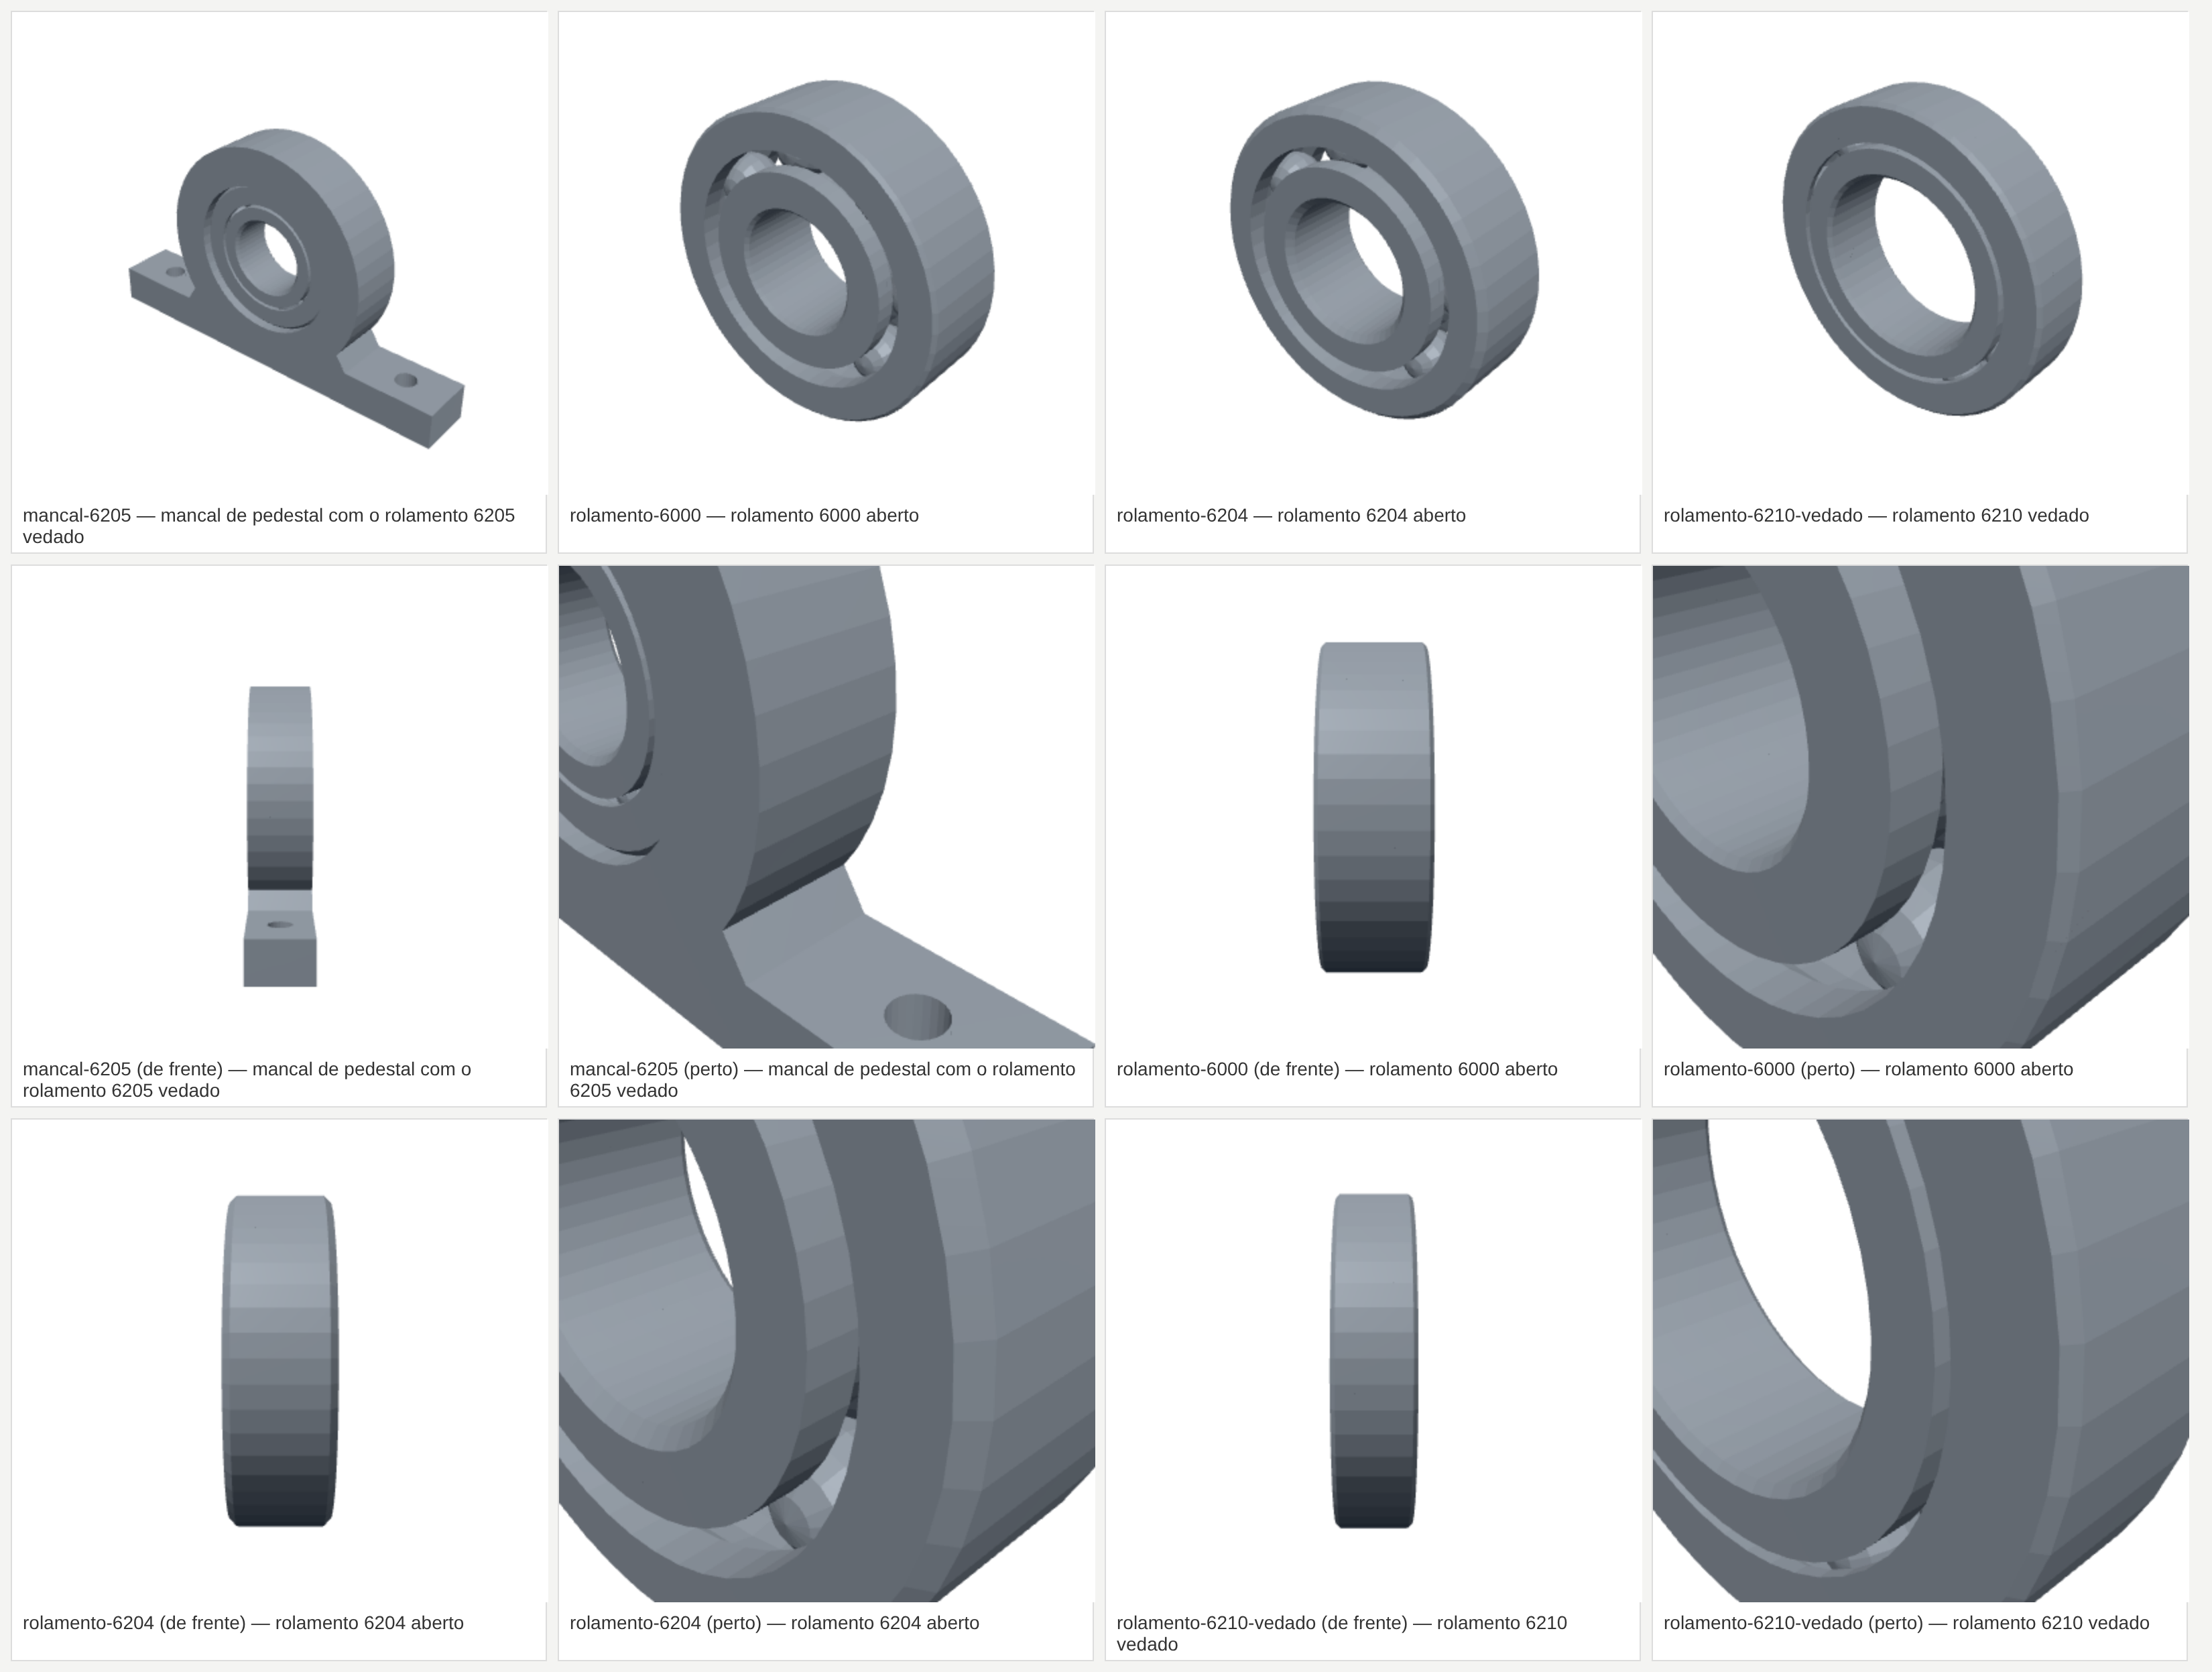 mancal-6205 — mancal de pedestal com o rolamento 6205
vedado
rolamento-6000 — rolamento 6000 aberto
rolamento-6204 — rolamento 6204 aberto
rolamento-6210-vedado — rolamento 6210 vedado
mancal-6205 (de frente) — mancal de pedestal com o
rolamento 6205 vedado
mancal-6205 (perto) — mancal de pedestal com o rolamento
6205 vedado
rolamento-6000 (de frente) — rolamento 6000 aberto
rolamento-6000 (perto) — rolamento 6000 aberto
rolamento-6204 (de frente) — rolamento 6204 aberto
rolamento-6204 (perto) — rolamento 6204 aberto
rolamento-6210-vedado (de frente) — rolamento 6210
vedado
rolamento-6210-vedado (perto) — rolamento 6210 vedado